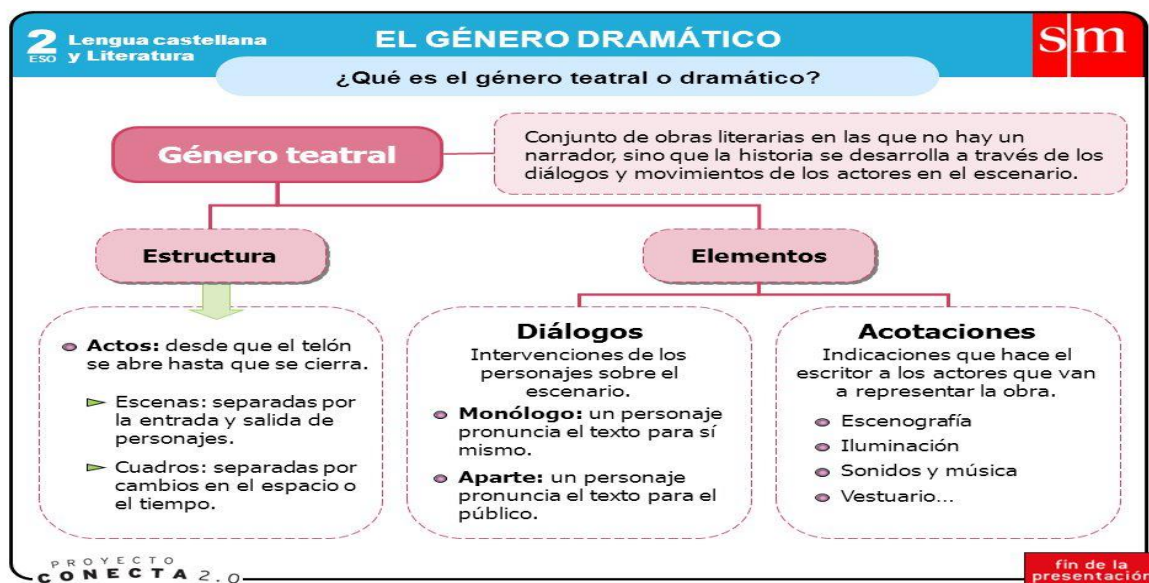 2 Lengua castellana
ESO y Literatura
EL GÉNERO DRAMÁTICO
sm
¿Qué es el género teatral o dramático?
Género teatral
Conjunto de obras literarias en las que no hay un
narrador, sino que la historia se desarrolla a través de los
diálogos y movimientos de los actores en el escenario.
Estructura
Actos: desde que el telón
se abre hasta que se cierra.
Escenas: separadas por
la entrada y salida de
personajes.
Cuadros: separadas por
cambios en el espacio o
el tiempo.
Elementos
Diálogos
Intervenciones de los
personajes sobre el
escenario.
Monólogo: un personaje
pronuncia el texto para sí
mismo.
Aparte: un personaje
pronuncia el texto para el
público.
Acotaciones
Indicaciones que hace el
escritor a los actores que van
a representar la obra.
Escenografía
Iluminación
Sonidos y música
Vestuario...
PROYECTO
CONECTA 2.0
fin de la
presentación